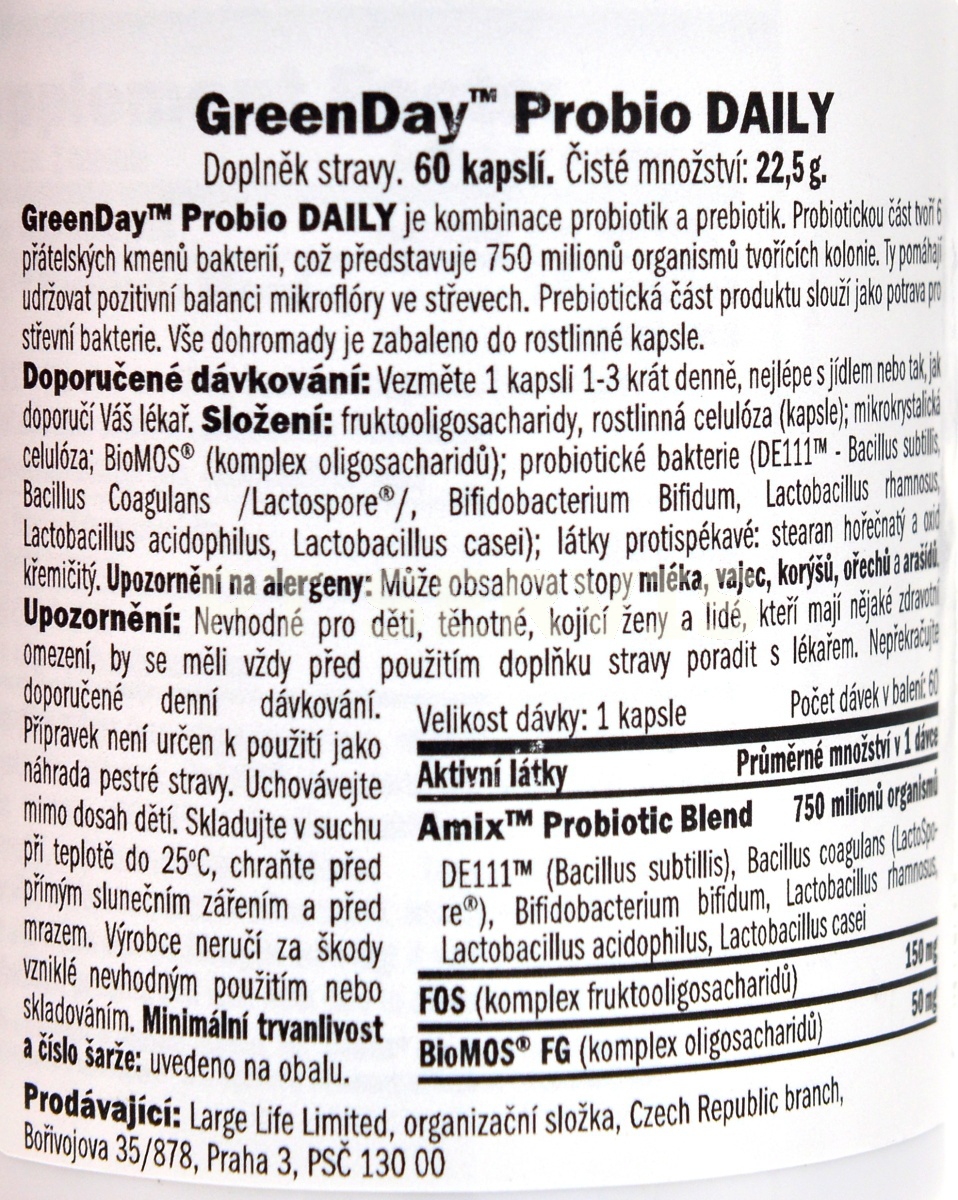 GreenDay™ Probio DAILY
Doplněk stravy. 60 kapslí. Čisté množství: 22,5 g.
GreenDay™ Probio DAILY je kombinace probiotik a prebiotik. Probiotickou část tvoří 6
přátelských kmenů bakterií, což představuje 750 milionů organismů tvořících kolonie. Ty pomáhají
udržovat pozitivní balanci mikroflóry ve střevech. Prebiotická část produktu slouží jako potrava pro
střevní bakterie. Vše dohromady je zabaleno do rostlinné kapsle.
Doporučené dávkování: Vezměte 1 kapsli 1-3 krát denně, nejlépe s jídlem nebo tak, jak
doporučí Váš lékař. Složení: fruktooligosacharidy, rostlinná celulóza (kapsle); mikrokrystalická
celulóza; BioMOS® (komplex oligosacharidů); probiotické bakterie (DE111™ - Bacillus subtillis,
Bacillus Coagulans /Lactospore®/, Bifidobacterium Bifidum, Lactobacillus rhamnosus,
Lactobacillus acidophilus, Lactobacillus casei); látky protispékavé: stearan hořečnatý a oxid
křemičitý. Upozornění na alergeny: Může obsahovat stopy mléka, vajec, korýšů, ořechů a arašídů.
Upozornění: Nevhodné pro děti, těhotné, kojící ženy a lidé, kteří mají nějaké zdravotní
omezení, by se měli vždy před použitím doplňku stravy poradit s lékařem. Nepřekračujte
doporučené denní dávkování.
Přípravek není určen k použití jako
náhrada pestré stravy. Uchovávejte
mimo dosah dětí. Skladujte v suchu
při teplotě do 25ºC, chraňte před
přímým slunečním zářením a před
mrazem. Výrobce neručí za škody
vzniklé nevhodným použitím nebo
skladováním. Minimální trvanlivost
a číslo šarže: uvedeno na obalu.
Velikost dávky: 1 kapsle Počet dávek v balení: 60
Aktivní látky Průměrné množství v 1 dávce
Amix™ Probiotic Blend 750 milionů organismů
DE111™ (Bacillus subtillis), Bacillus coagulans (LactoSpo-
re®), Bifidobacterium bifidum, Lactobacillus rhamnosus,
Lactobacillus acidophilus, Lactobacillus casei
FOS (komplex fruktooligosacharidů) 150 mg
BioMOS® FG (komplex oligosacharidů) 50 mg
Prodávající: Large Life Limited, organizační složka, Czech Republic branch,
Bořivojova 35/878, Praha 3, PSČ 130 00